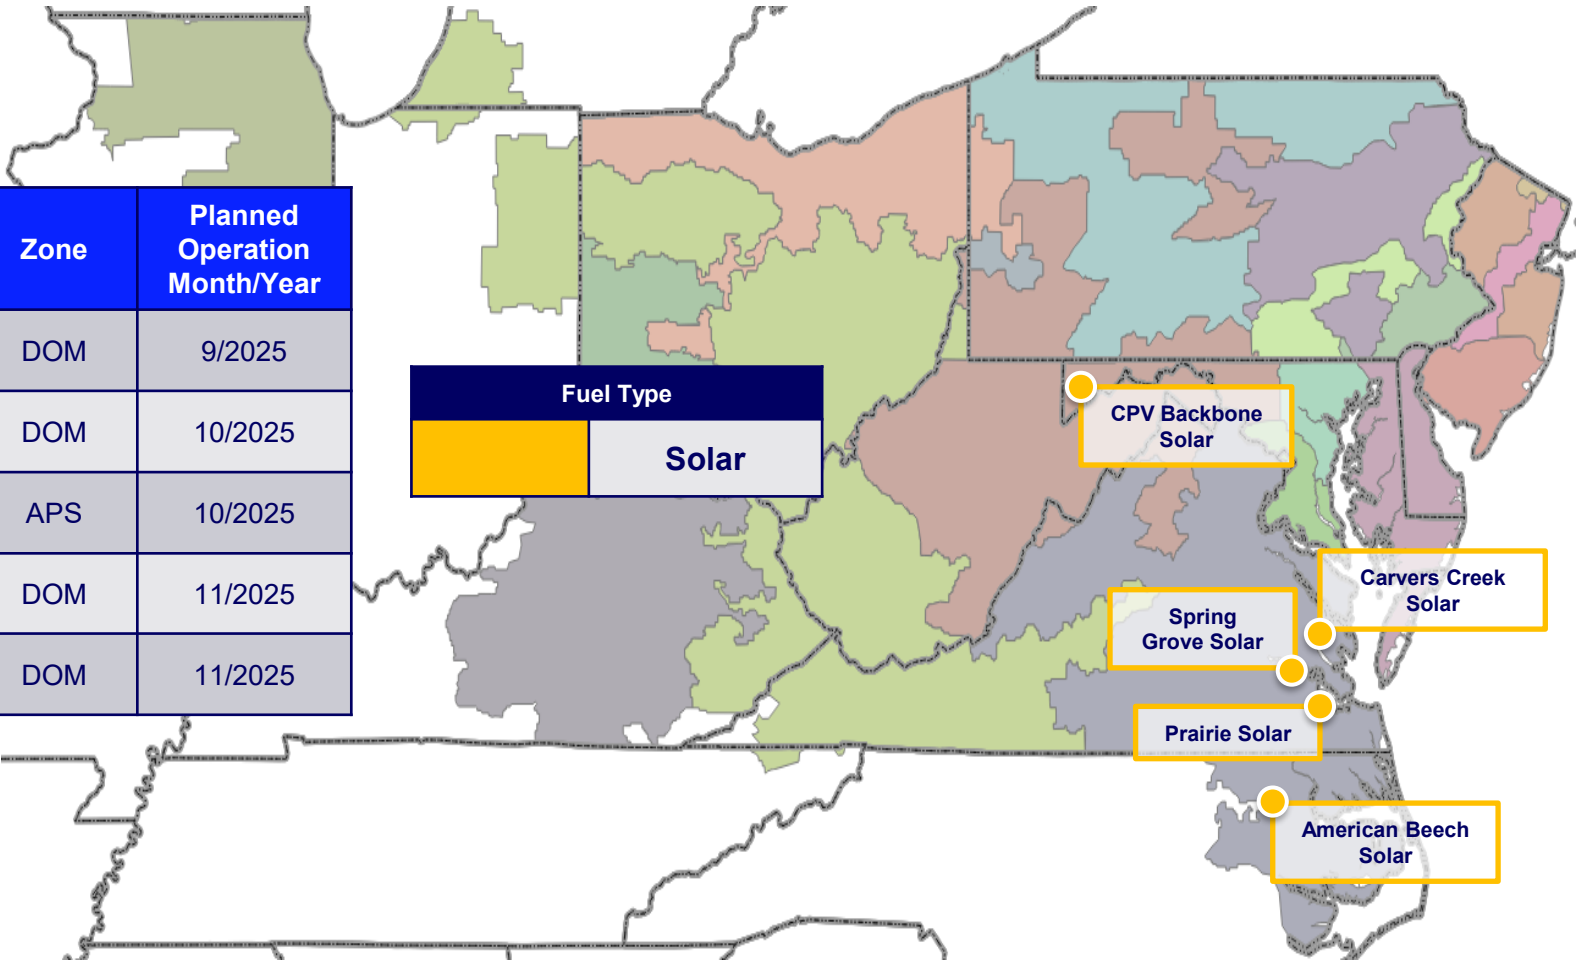 Zone
Planned
Operation
Month/Year
DOM 9/2025
DOM 10/2025
APS 10/2025
DOM 11/2025
DOM 11/2025
Fuel Type
Solar
CPV Backbone
Solar
Carvers Creek
Solar
Spring
Grove Solar
Prairie Solar
American Beech
Solar